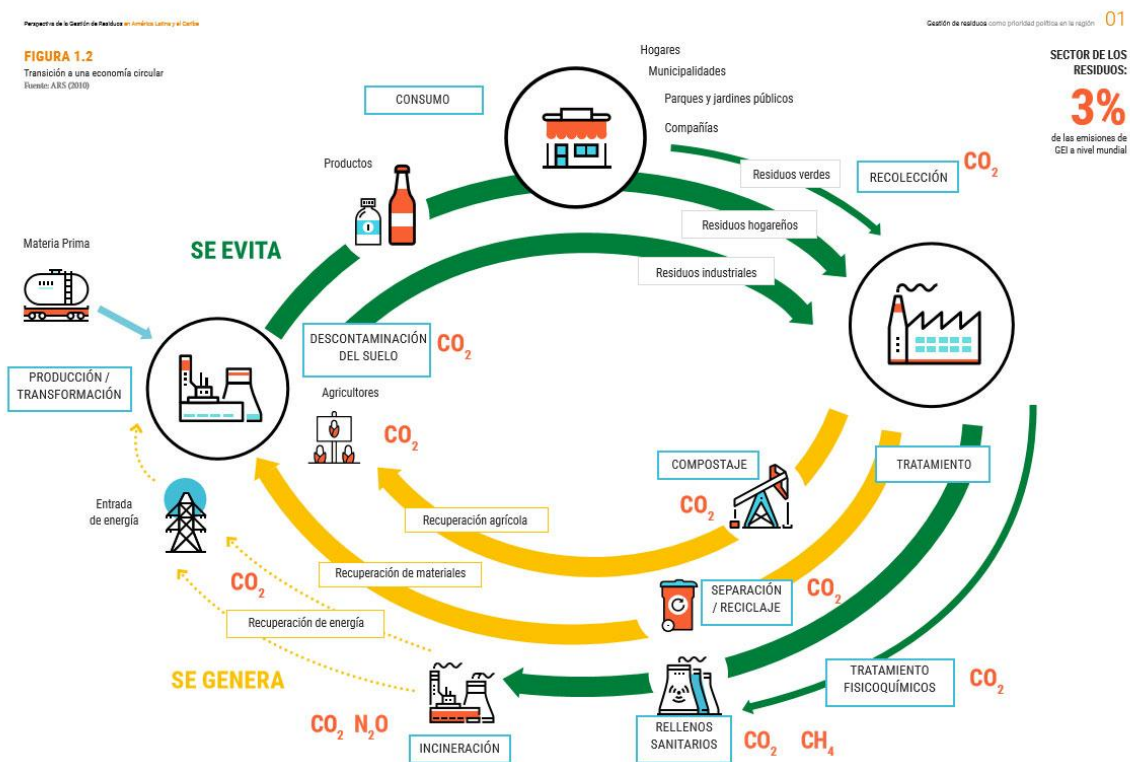 Perspectiva de la Gestión de Residuos en América Latina y el Caribe
Gestión de residuos como prioridad política en la región 01
FIGURA 1.2
Transición a una economía circular
Fuente: ARS (2010)
SECTOR DE LOS
RESIDUOS:
3%
de las emisiones de
GEI a nivel mundial
Hogares
Municipalidades
Parques y jardines públicos
Compañías
CONSUMO
Productos
Residuos verdes
RECOLECCIÓN
CO₂
Residuos hogareños
Residuos industriales
SE EVITA
Materia Prima
PRODUCCIÓN /
TRANSFORMACIÓN
DESCONTAMINACIÓN
DEL SUELO
CO₂
Agricultores
CO₂
COMPOSTAJE
CO₂
TRATAMIENTO
Entrada
de energía
Recuperación agrícola
Recuperación de materiales
CO₂
Recuperación de energía
SEPARACIÓN
/ RECICLAJE
CO₂
SE GENERA
TRATAMIENTO
FISICOQUÍMICOS
CO₂
CO₂ N₂O
INCINERACIÓN
RELLENOS
SANITARIOS
CO₂ CH₄